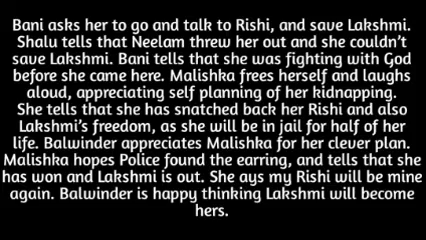 Bani asks her to go and talk to Rishi, and save Lakshmi.
Shalu tells that Neelam threw her out and she couldn't
save Lakshmi. Bani tells that she was fighting with God
before she came here. Malishka frees herself and laughs
aloud, appreciating self planning of her kidnapping.
She tells that she has snatched back her Rishi and also
Lakshmi's freedom, as she will be in jail for half of her
life. Balwinder appreciates Malishka for her clever plan.
Malishka hopes Police found the earring, and tells that she
has won and Lakshmi is out. She ays my Rishi will be mine
again. Balwinder is happy thinking Lakshmi will become
hers.